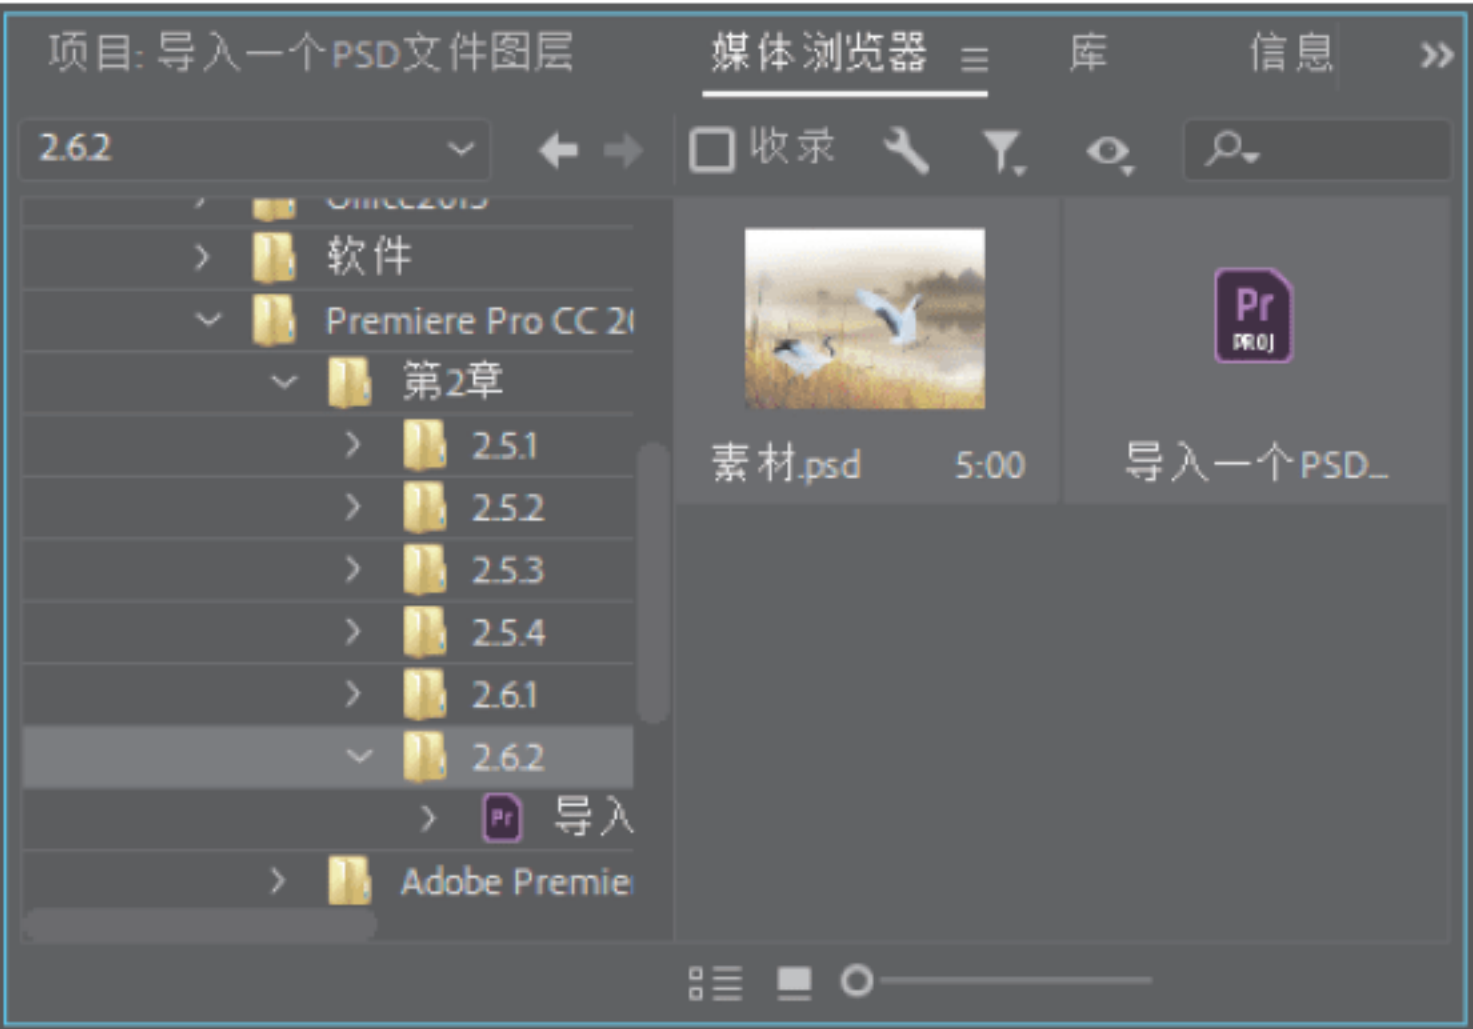 项目: 导入一个PSD文件图层 媒体浏览器 库 信息
2.6.2 收录
Office2013
软件
Premiere Pro CC 20
第2章
2.5.1
2.5.2
2.5.3
2.5.4
2.6.1
2.6.2
导入
Adobe Premie
素材.psd 5:00
Pr
PROJ
导入一个PSD...
Pr